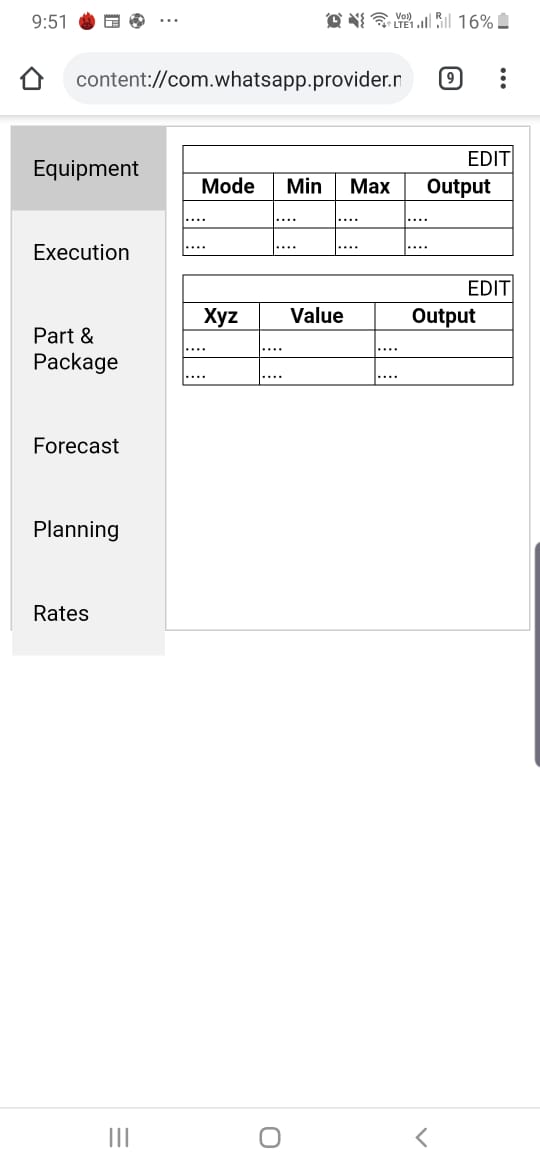 9:51
Vo)) LTE1 R 16%
content://com.whatsapp.provider.n
9
Equipment
Execution
Part &
Package
Forecast
Planning
Rates
EDIT
Mode Min Max Output
.... .... .... ....
.... .... .... ....
EDIT
Xyz Value Output
.... .... ....
.... .... ....